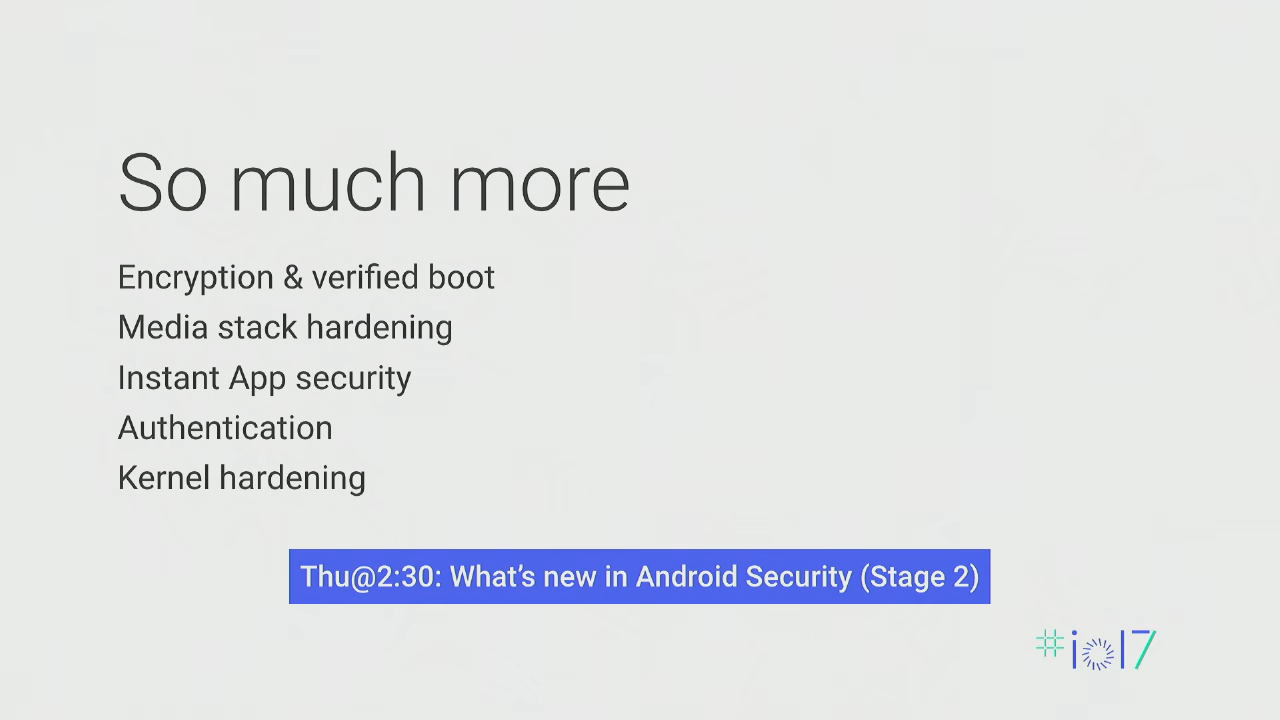 So much more
Encryption & verified boot
Media stack hardening
Instant App security
Authentication
Kernel hardening
Thu@2:30: What’s new in Android Security (Stage 2)
#io17